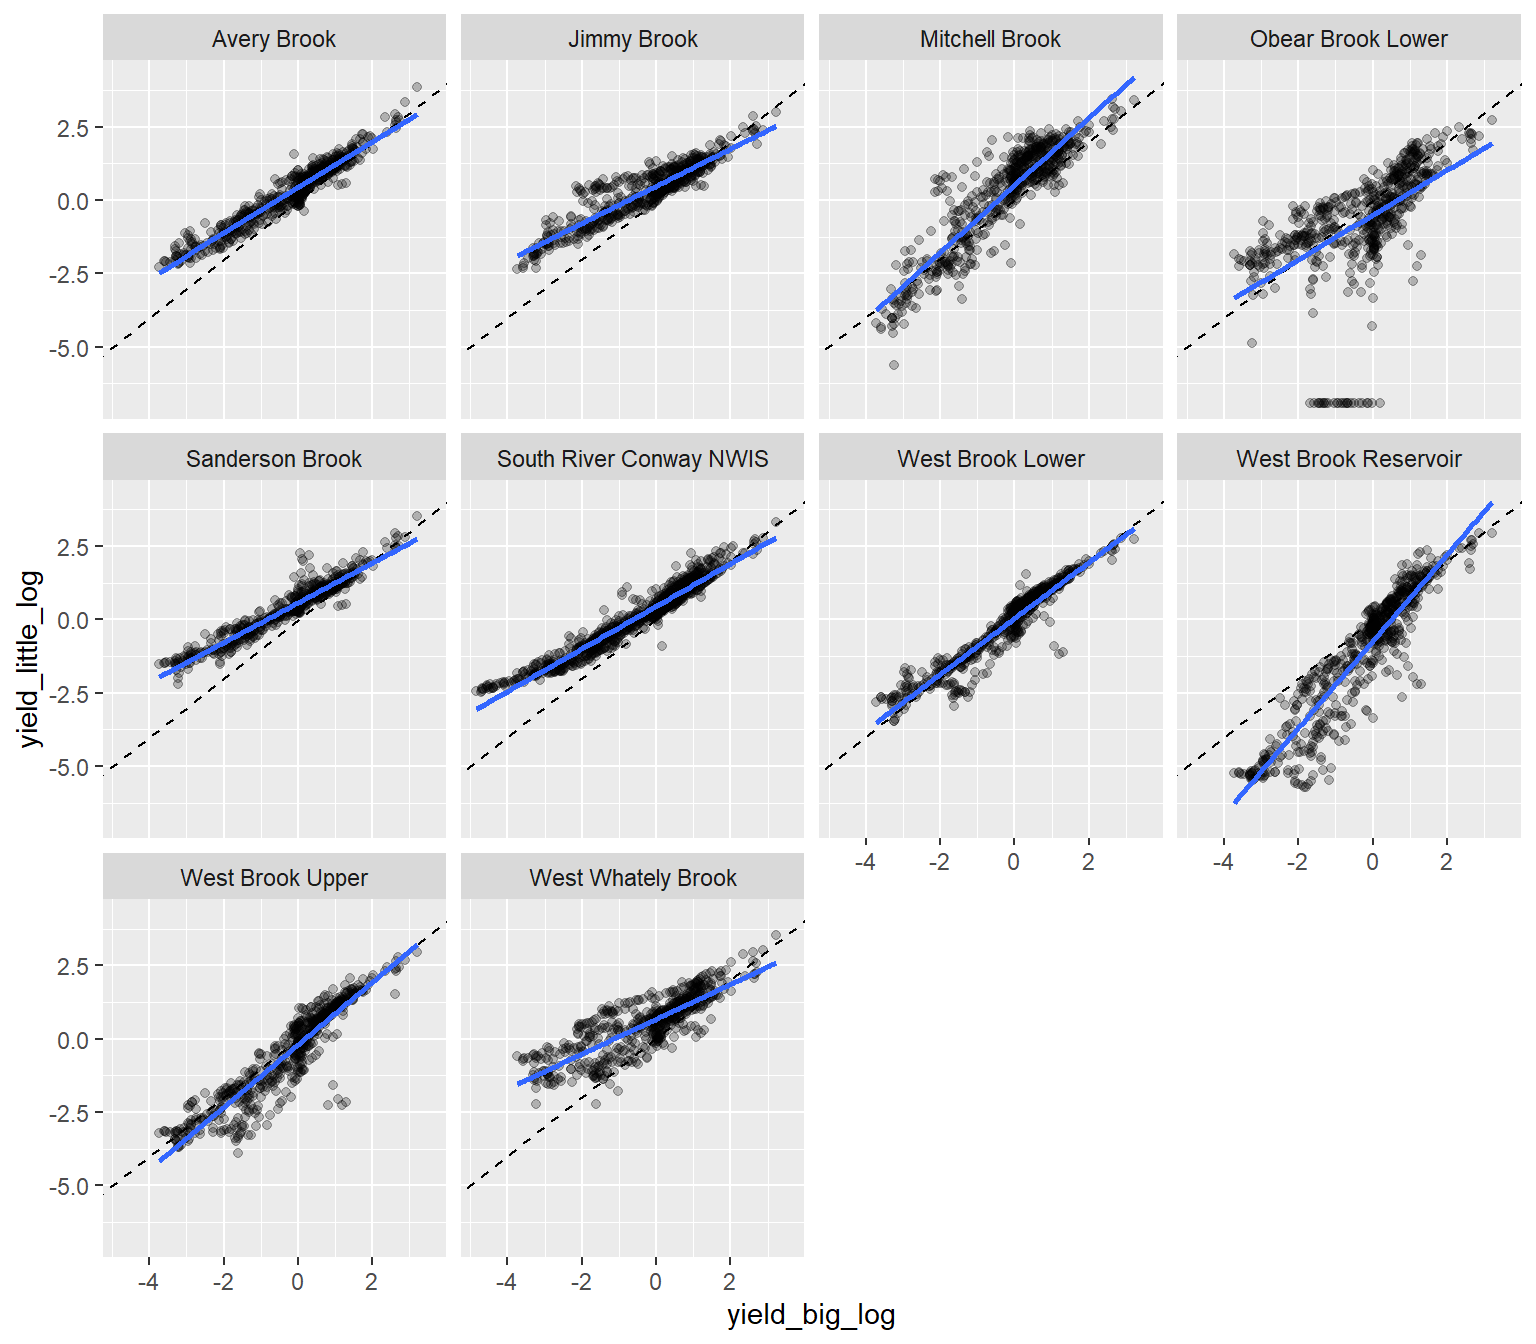 Avery Brook Jimmy Brook Mitchell Brook Obear Brook Lower
2.5
0.0
-2.5
-5.0
Sanderson Brook South River Conway NWIS West Brook Lower West Brook Reservoir
2.5
0.0
-2.5
-5.0
-4 -2 0 2 -4 -2 0 2
West Brook Upper West Whately Brook
2.5
0.0
-2.5
-5.0
-4 -2 0 2 -4 -2 0 2
yield_little_log
yield_big_log